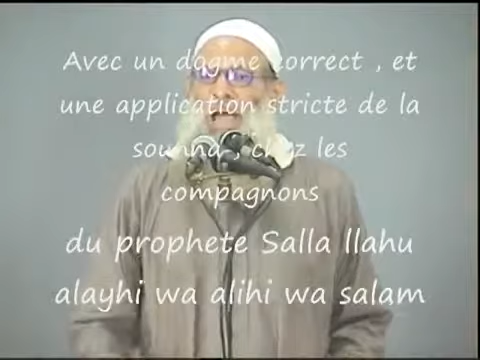 Avec un dogme correct , et
une application stricte de la
sounna , chez les
compagnons
du prophete Salla llahu
alayhi wa alihi wa salam